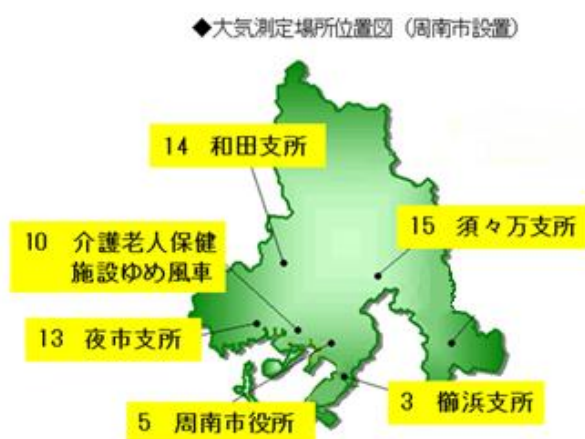 ◆大気測定場所位置図（周南市設置）
14 和田支所
10 介護老人保健
施設ゆめ風車
15 須々万支所
13 夜市支所
3 櫛浜支所
5 周南市役所